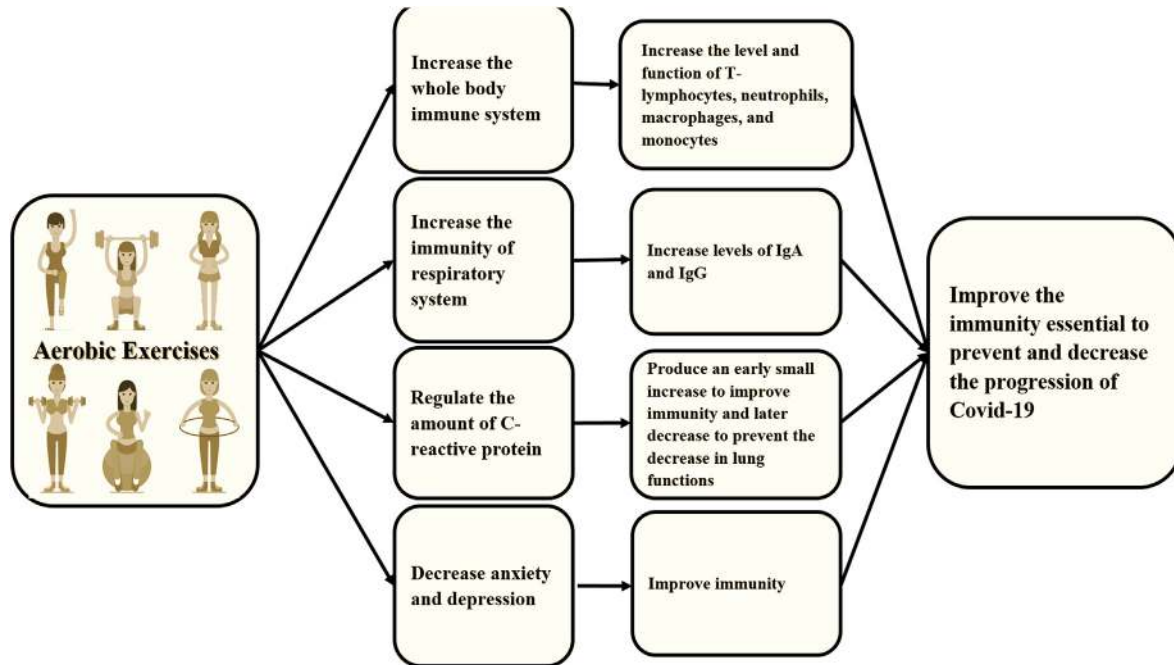 Aerobic Exercises
Increase the
whole body
immune system
Increase the level and
function of T-
lymphocytes, neutrophils,
macrophages, and
monocytes
Increase the
immunity of
respiratory
system
Increase levels of IgA
and IgG
Regulate the
amount of C-
reactive protein
Produce an early small
increase to improve
immunity and later
decrease to prevent the
decrease in lung
functions
Decrease anxiety
and depression
Improve immunity
Improve the
immunity essential to
prevent and decrease
the progression of
Covid-19